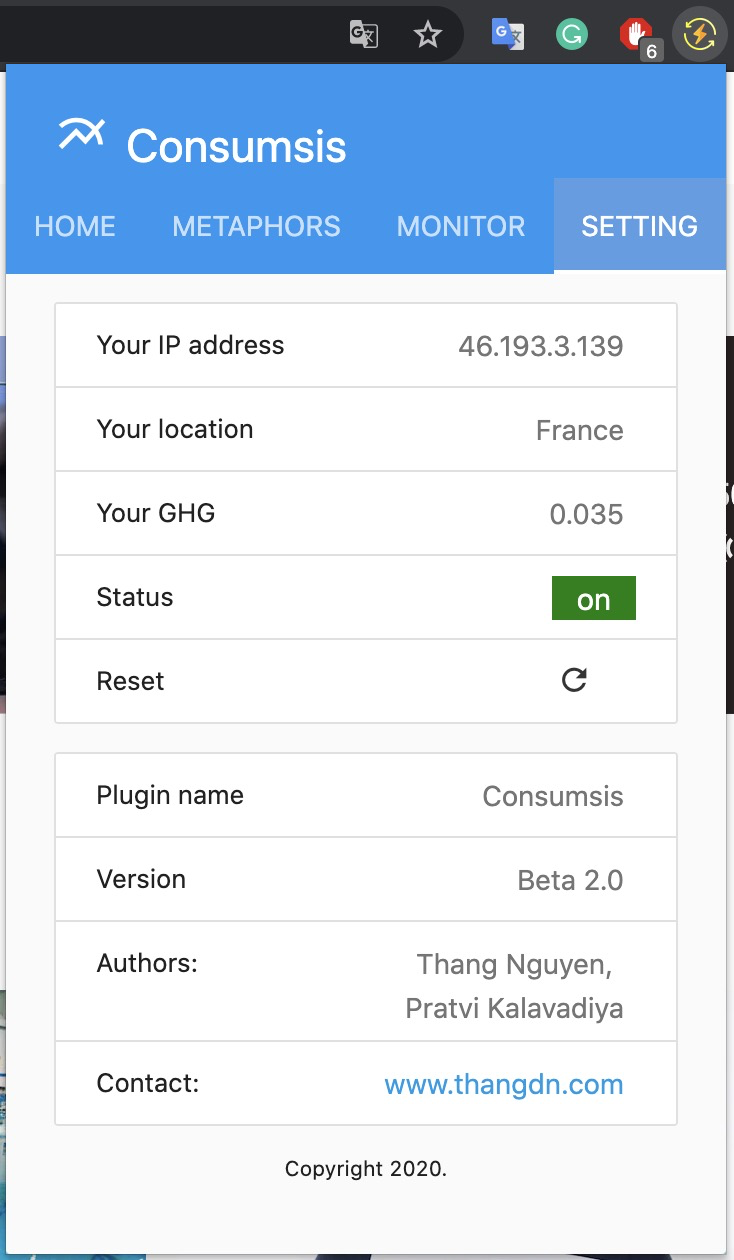 6
Consumsis
HOME METAPHORS MONITOR SETTING
Your IP address 46.193.3.139
Your location France
Your GHG 0.035
Status on
Reset
Plugin name Consumsis
Version Beta 2.0
Authors: Thang Nguyen,
Pratvi Kalavadiya
Contact: www.thangdn.com
Copyright 2020.